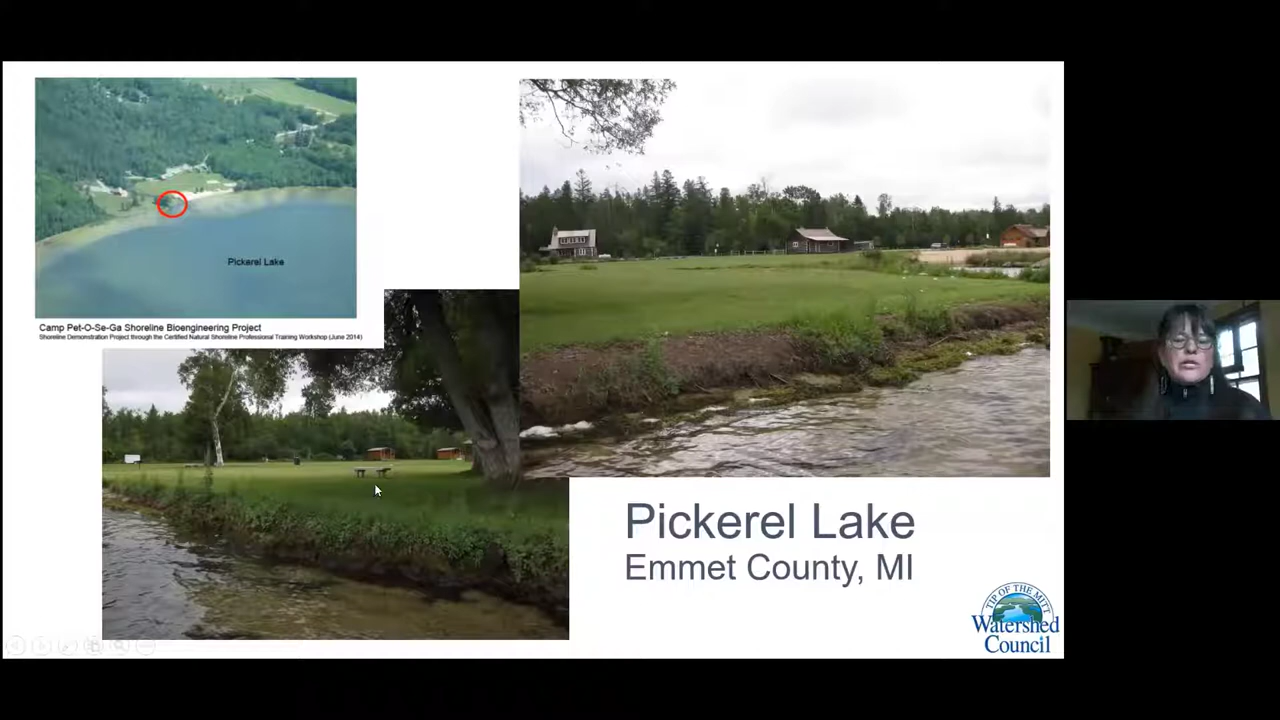 Pickerel Lake
Camp Pet-O-Se-Ga Shoreline Bioengineering Project
Shoreline Demonstration Project through the Certified Natural Shoreline Professional Training Workshop (June 2014)
Pickerel Lake
Emmet County, MI
TIP OF THE MITT
Watershed
Council